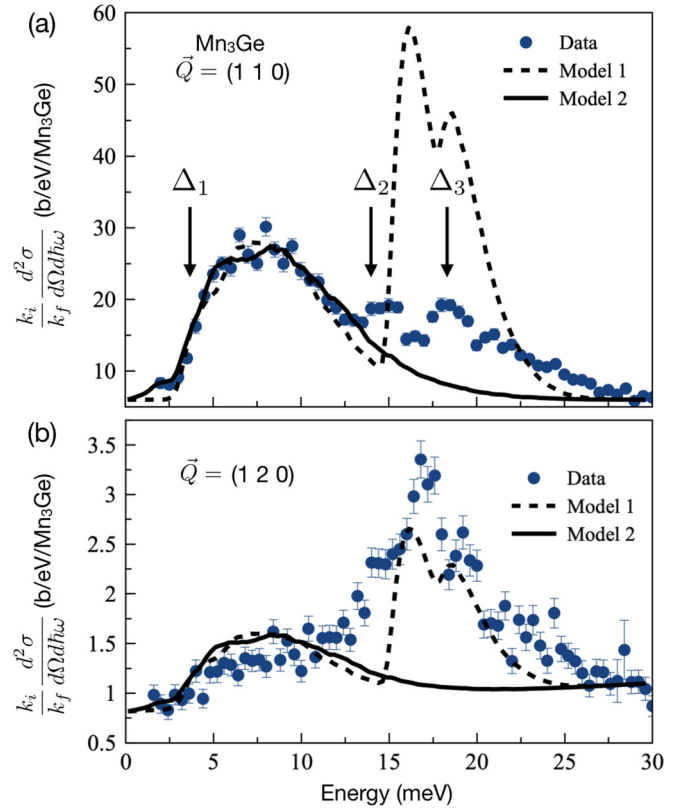 (a)
Mn₃Ge
Q⃗ = (1 1 0)
Data
Model 1
Model 2
Δ₁
Δ₂
Δ₃
60
50
40
30
20
10
kᵢ/k_f d²σ/dΩdℏω (b/eV/Mn₃Ge)
(b)
Q⃗ = (1 2 0)
Data
Model 1
Model 2
3.5
3
2.5
2
1.5
1
0.5
kᵢ/k_f d²σ/dΩdℏω (b/eV/Mn₃Ge)
0 5 10 15 20 25 30
Energy (meV)